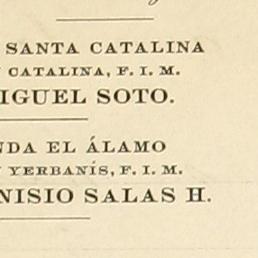 SANTA CATALINA
CATALINA, F. I. M.
IGUEL SOTO.
NDA EL ÁLAMO
YERBANÍS, F. I. M.
NISIO SALAS H.